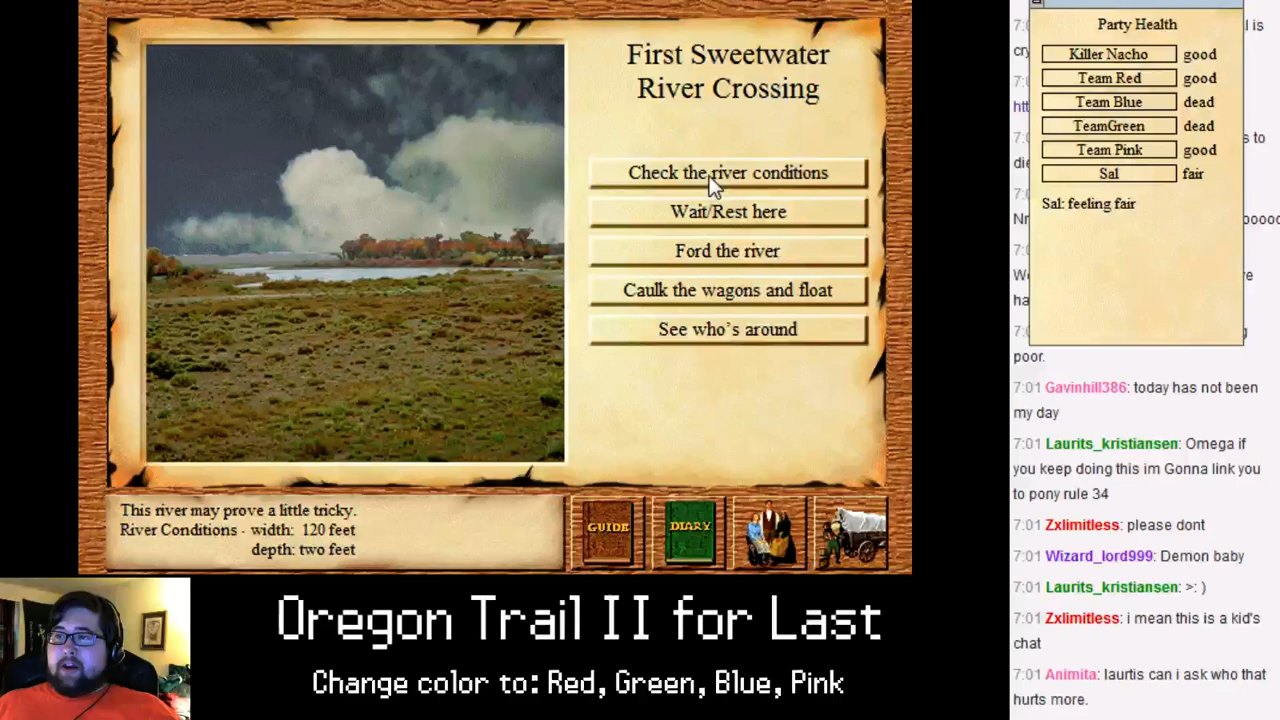 First Sweetwater
River Crossing
Check the river conditions
Wait/Rest here
Ford the river
Caulk the wagons and float
See who's around
This river may prove a little tricky.
River Conditions - width: 120 feet
depth: two feet
GUIDE
DIARY
Oregon Trail II for Last
Change color to: Red, Green, Blue, Pink
Party Health
Killer Nacho good
Team Red good
Team Blue dead
TeamGreen dead
Team Pink good
Sal fair
Sal: feeling fair
poor.
7:01 Gavinhill386: today has not been
my day
7:01 Laurits_kristiansen: Omega if
you keep doing this im Gonna link you
to pony rule 34
7:01 Zxlimitless: please dont
7:01 Wizard_lord999: Demon baby
7:01 Laurits_kristiansen: >: )
7:01 Zxlimitless: i mean this is a kid's
chat
7:01 Animita: laurtis can i ask who that
hurts more.